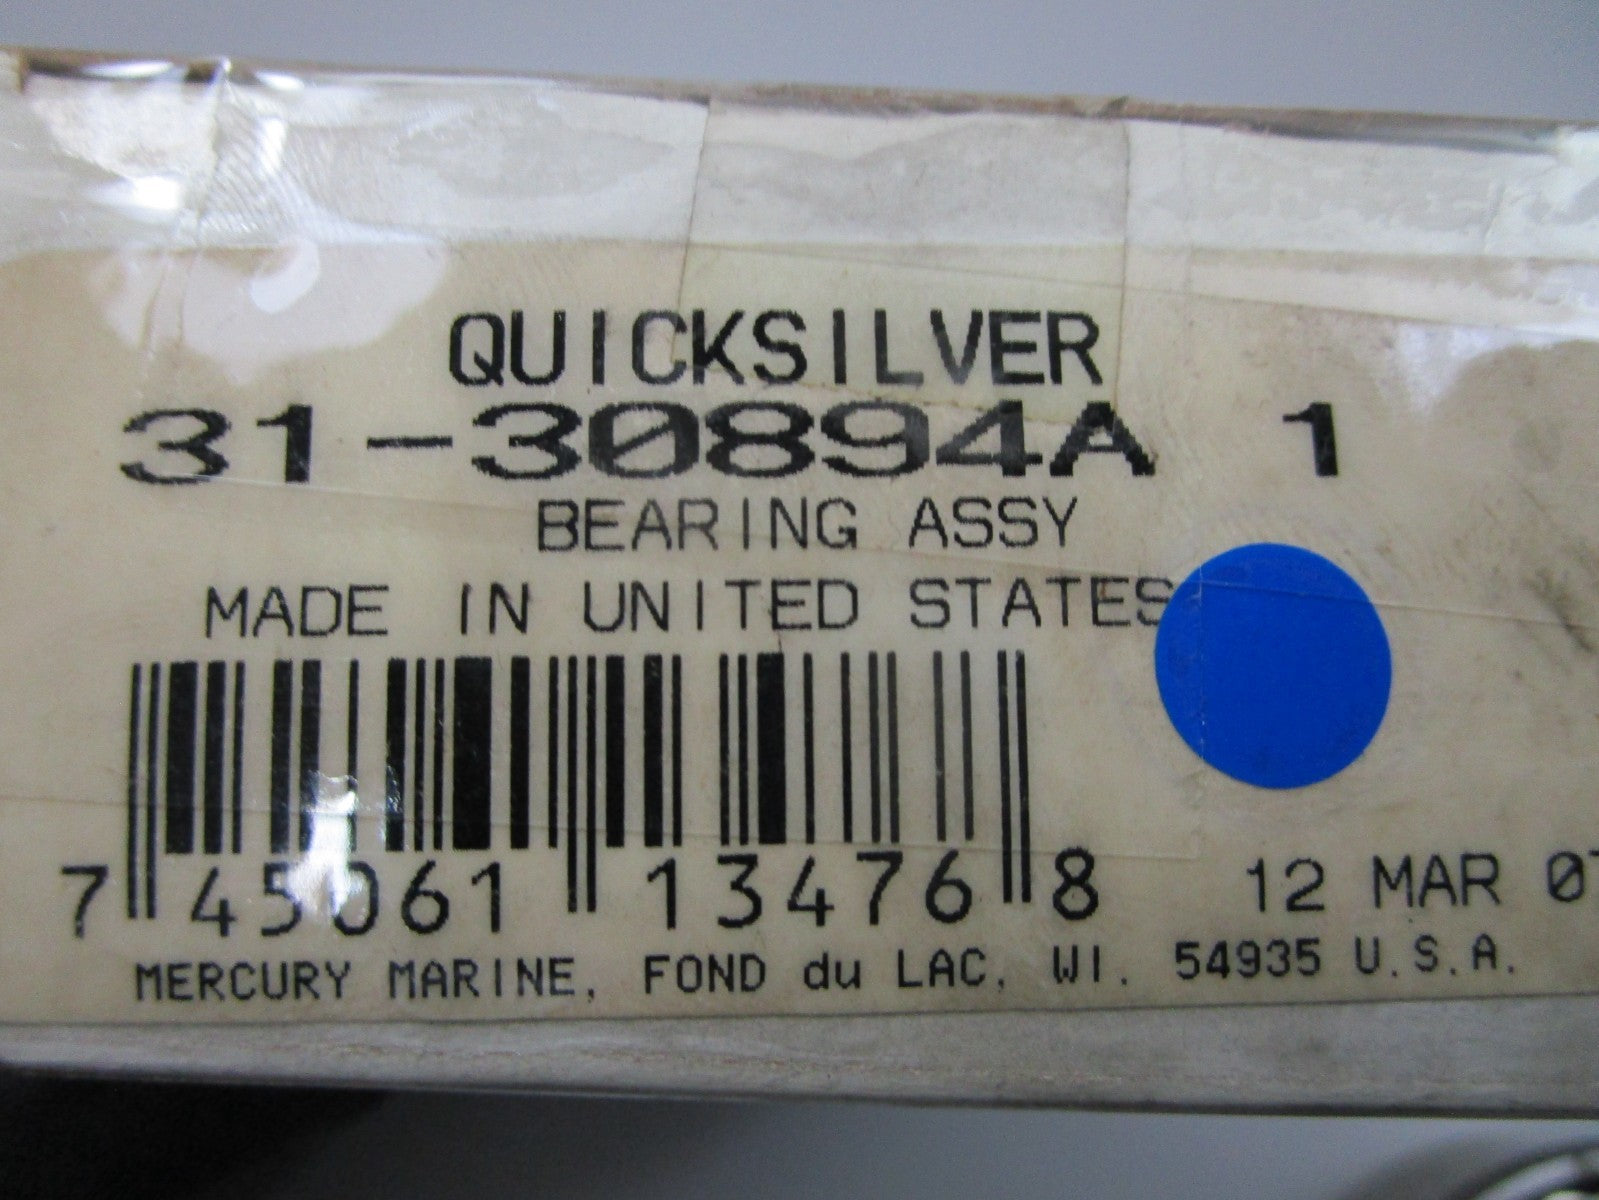 QUICKSILVER
31-30894A 1
BEARING ASSY
MADE IN UNITED STATES
7 45061 13476 8
12 MAR 07
MERCURY MARINE, FOND du LAC, WI. 54935 U.S.A.